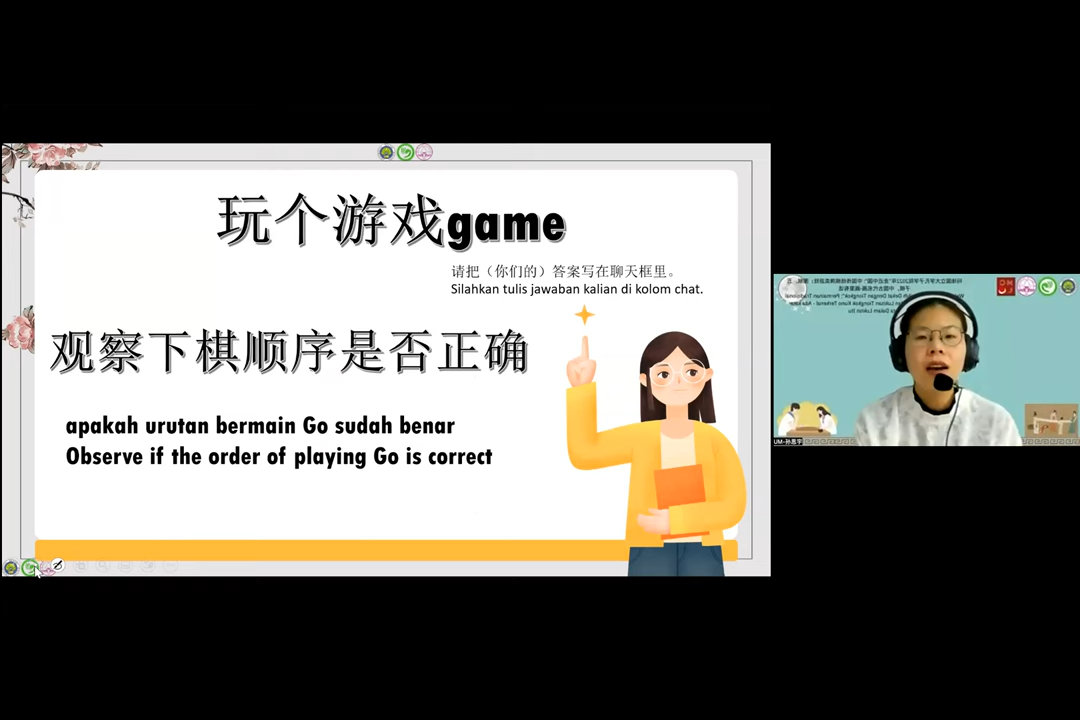 玩个游戏game
请把（你们的）答案写在聊天框里。
Silahkan tulis jawaban kalian di kolom chat.
观察下棋顺序是否正确
apakah urutan bermain Go sudah benar
Observe if the order of playing Go is correct